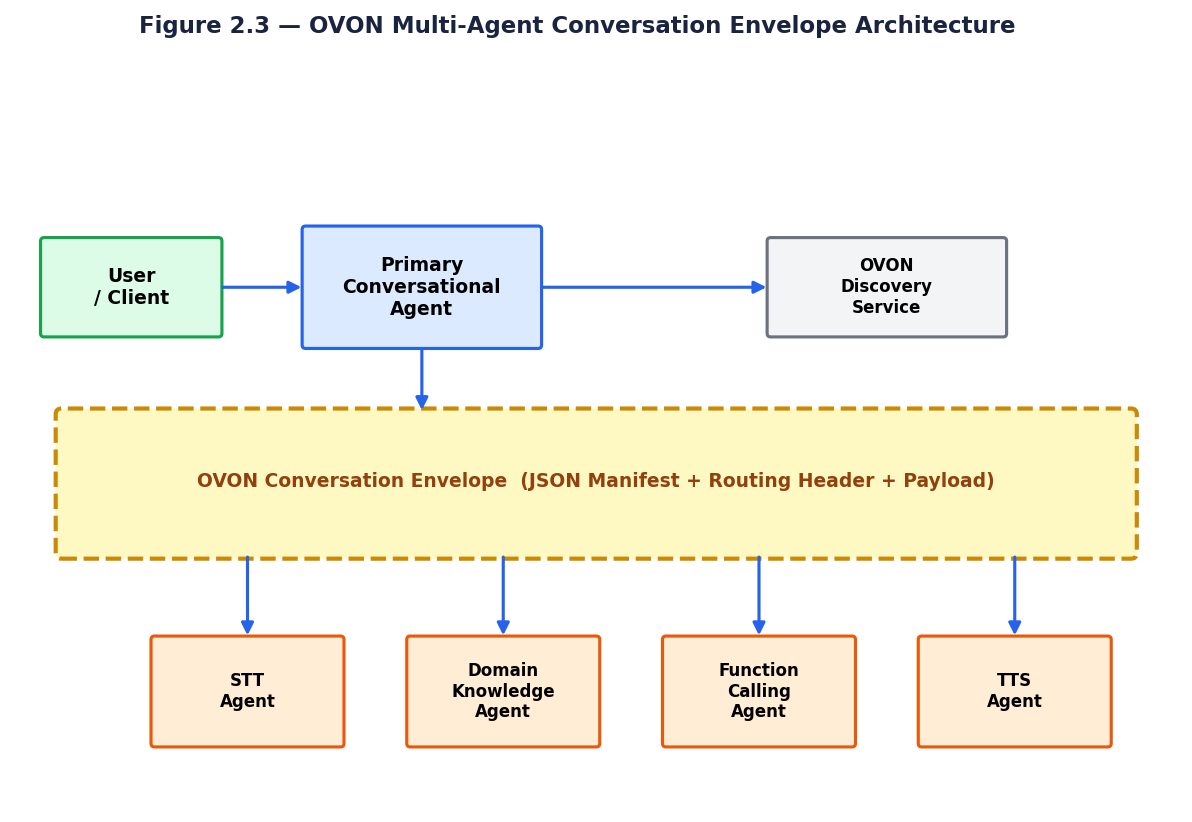 Figure 2.3 — OVON Multi-Agent Conversation Envelope Architecture
User
/ Client
Primary
Conversational
Agent
OVON
Discovery
Service
OVON Conversation Envelope  (JSON Manifest + Routing Header + Payload)
STT
Agent
Domain
Knowledge
Agent
Function
Calling
Agent
TTS
Agent